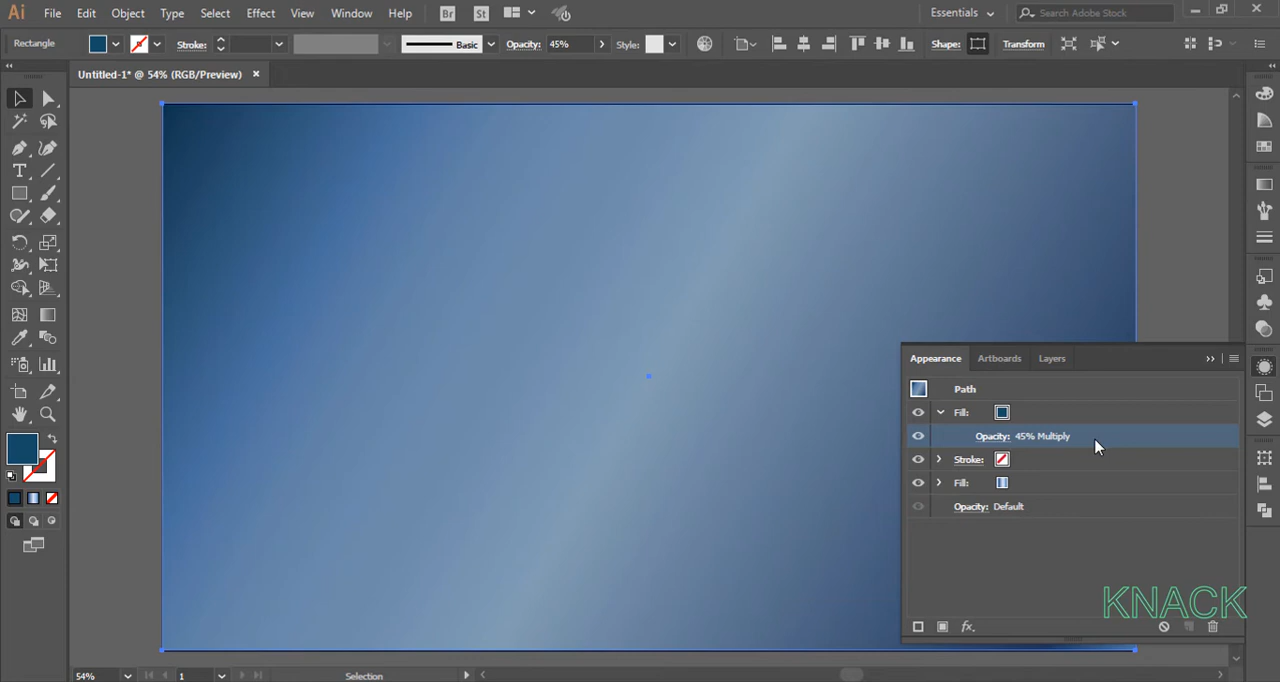 Ai File Edit Object Type Select Effect View Window Help Br St Essentials Search Adobe Stock
Rectangle Stroke: Basic Opacity: 45% Style: Shape: Transform
Untitled-1* @ 54% (RGB/Preview)
Appearance Artboards Layers
Path
Fill:
Opacity: 45% Multiply
Stroke:
Fill:
Opacity: Default
KNACK
fx.
54% 1 Selection